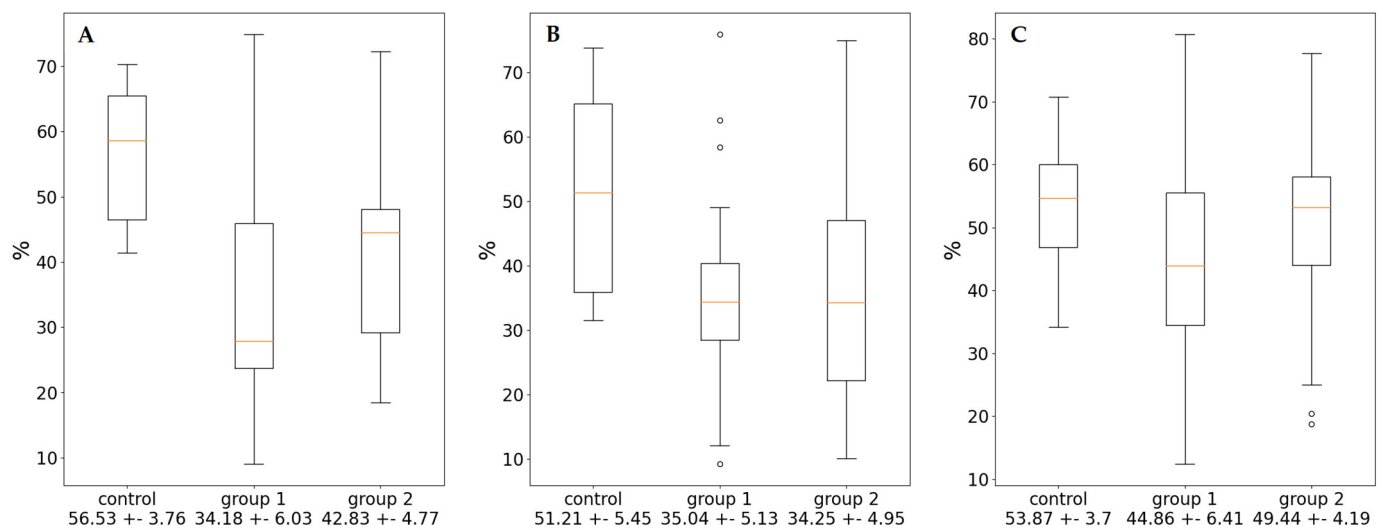 A
%
70
60
50
40
30
20
10
control group 1 group 2
56.53 +- 3.76 34.18 +- 6.03 42.83 +- 4.77
B
%
70
60
50
40
30
20
10
control group 1 group 2
51.21 +- 5.45 35.04 +- 5.13 34.25 +- 4.95
C
%
80
70
60
50
40
30
20
10
control group 1 group 2
53.87 +- 3.7 44.86 +- 6.41 49.44 +- 4.19